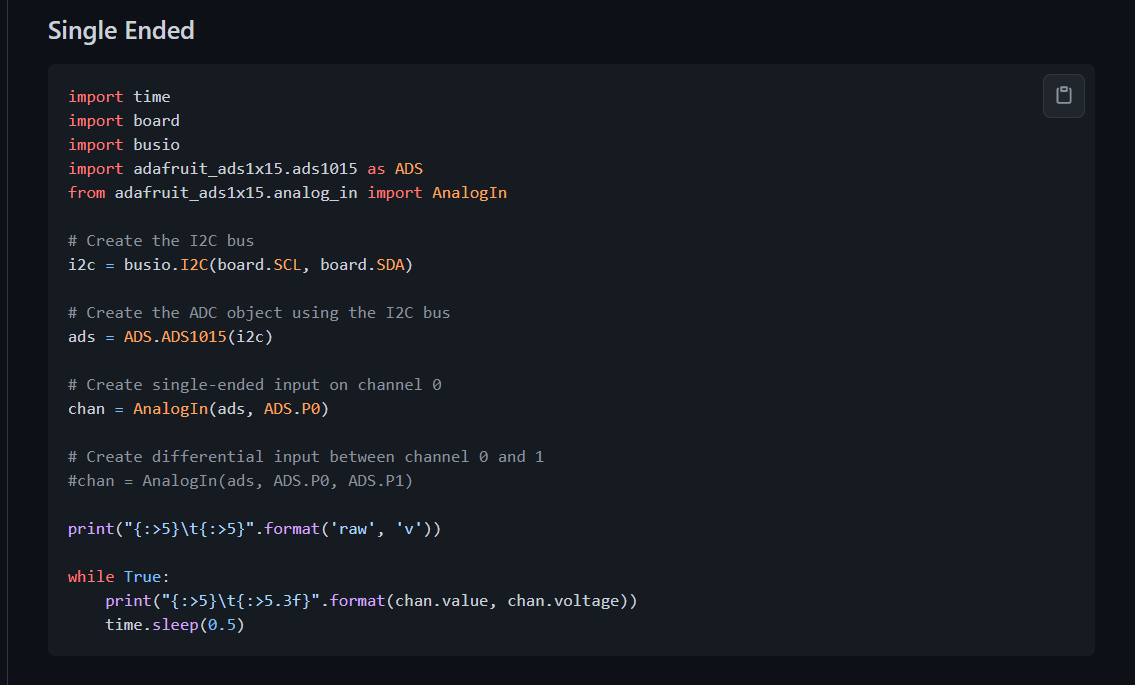 Single Ended
import time
import board
import busio
import adafruit_ads1x15.ads1015 as ADS
from adafruit_ads1x15.analog_in import AnalogIn
# Create the I2C bus
i2c = busio.I2C(board.SCL, board.SDA)
# Create the ADC object using the I2C bus
ads = ADS.ADS1015(i2c)
# Create single-ended input on channel 0
chan = AnalogIn(ads, ADS.P0)
# Create differential input between channel 0 and 1
#chan = AnalogIn(ads, ADS.P0, ADS.P1)
print("{:>5}\t{:>5}".format('raw', 'v'))
while True:
    print("{:>5}\t{:>5.3f}".format(chan.value, chan.voltage))
    time.sleep(0.5)